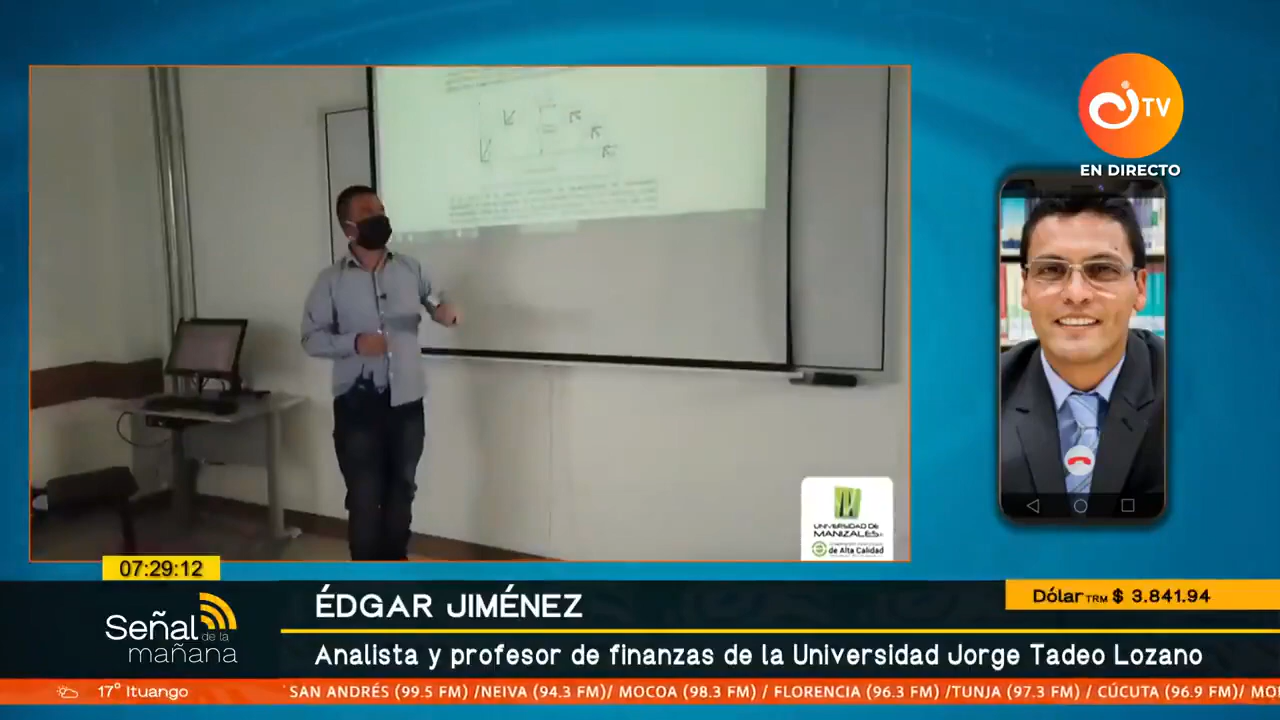 TV
EN DIRECTO
UNIVERSIDAD DE
MANIZALES
de Alta Calidad
07:29:12
Señal
de la
mañana
ÉDGAR JIMÉNEZ
Dólar TRM $ 3.841.94
Analista y profesor de finanzas de la Universidad Jorge Tadeo Lozano
17° Ituango
SAN ANDRÉS (99.5 FM) /NEIVA (94.3 FM)/ MOCOA (98.3 FM) / FLORENCIA (96.3 FM) /TUNJA (97.3 FM) / CÚCUTA (96.9 FM)/ MO